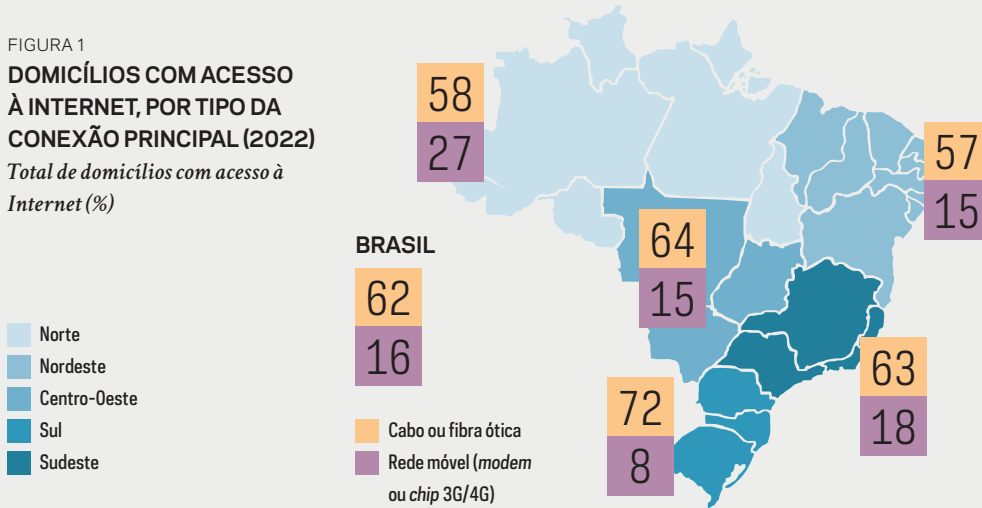 FIGURA 1
DOMICÍLIOS COM ACESSO
À INTERNET, POR TIPO DA
CONEXÃO PRINCIPAL (2022)
Total de domicílios com acesso à
Internet (%)
58
27
57
15
64
15
BRASIL
62
16
63
18
72
8
Norte
Nordeste
Centro-Oeste
Sul
Sudeste
Cabo ou fibra ótica
Rede móvel (modem
ou chip 3G/4G)